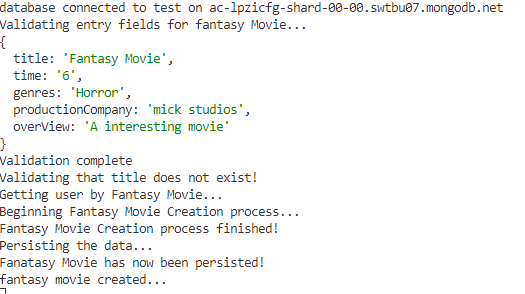 database connected to test on ac-lpzicfg-shard-00-00.swtbu07.mongodb.net
Validating entry fields for fantasy Movie...
{
  title: 'Fantasy Movie',
  time: '6',
  genres: 'Horror',
  productionCompany: 'mick studios',
  overView: 'A interesting movie'
}
Validation complete
Validating that title does not exist!
Getting user by Fantasy Movie...
Beginning Fantasy Movie Creation process...
Fantasy Movie Creation process finished!
Persisting the data...
Fanatasy Movie has now been persisted!
fantasy movie created...